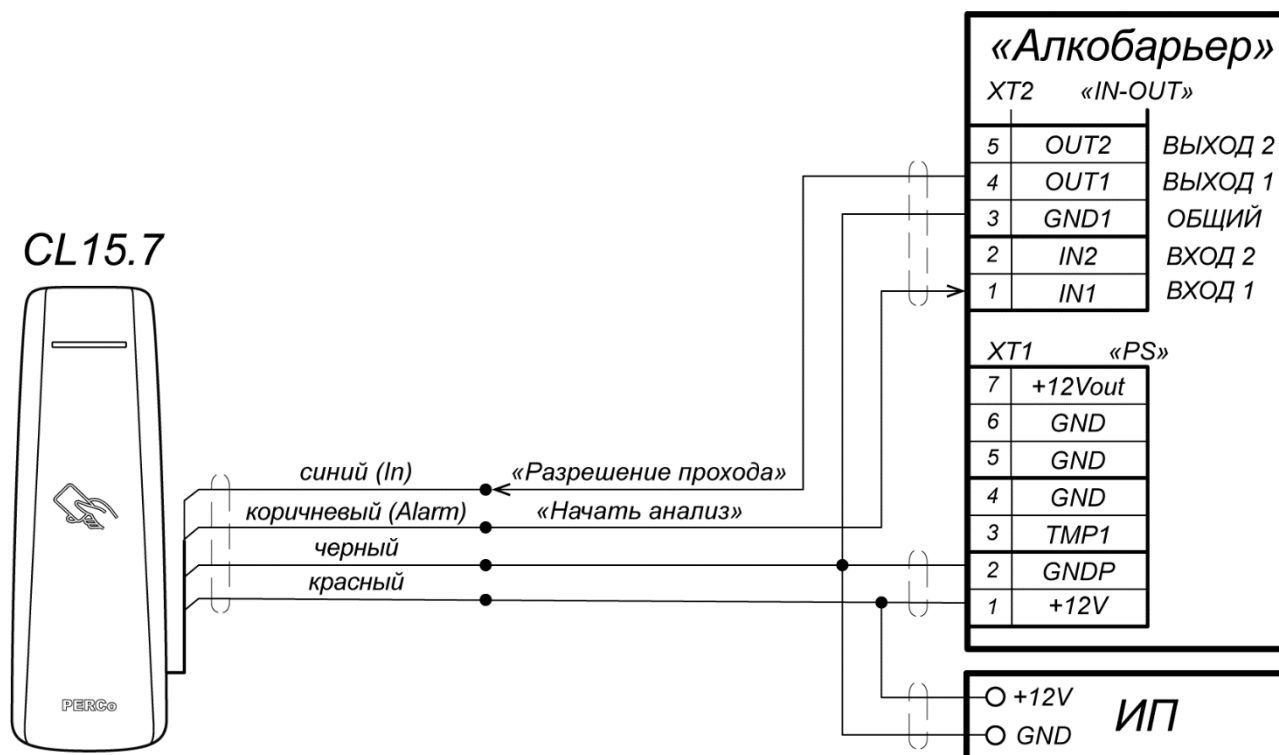 «Алкобарьер»
XT2 «IN-OUT»
5 OUT2 ВЫХОД 2
4 OUT1 ВЫХОД 1
3 GND1 ОБЩИЙ
2 IN2 ВХОД 2
1 IN1 ВХОД 1
CL15.7
XT1 «PS»
7 +12Vout
6 GND
5 GND
4 GND
3 TMP1
2 GNDP
1 +12V
синий (In) «Разрешение прохода»
коричневый (Alarm) «Начать анализ»
черный
красный
PERCo
+12V
GND
ИП